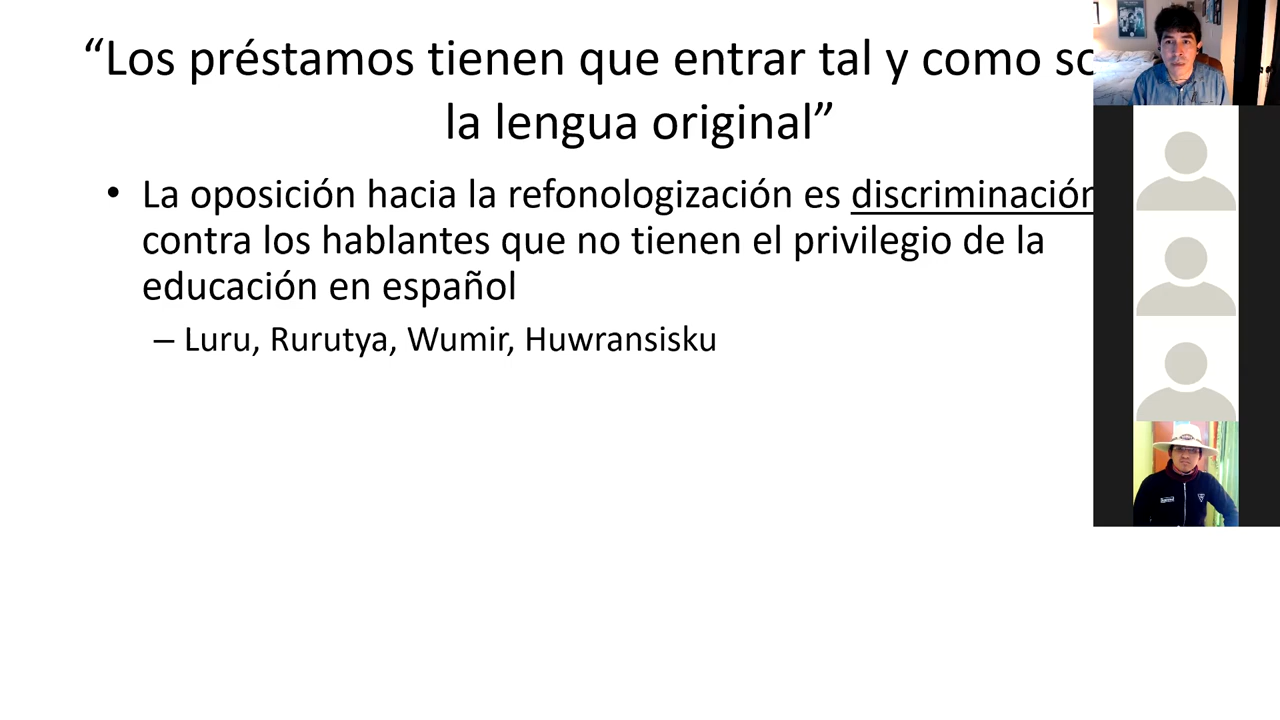 “Los préstamos tienen que entrar tal y como
la lengua original”
• La oposición hacia la refonologización es discriminación
contra los hablantes que no tienen el privilegio de la
educación en español
– Luru, Rurutya, Wumir, Huwransisku